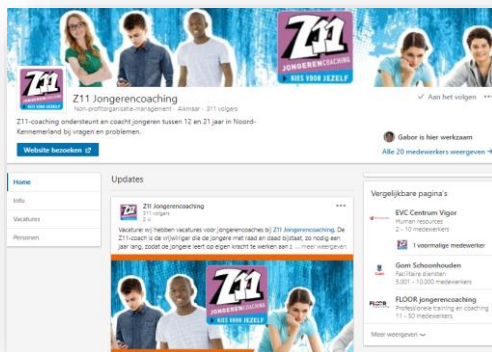 Z11
JONGERENCOACHING
KIES VOOR JEZELF
Z11
JONGERENCOACHING
Z11 Jongerencoaching
Non-profitorganisatie-management · Alkmaar · 311 volgers
✓ Aan het volgen ···
Z11-coaching ondersteunt en coacht jongeren tussen 12 en 21 jaar in Noord-
Kennemerland bij vragen en problemen.
Gabor is hier werkzaam
Website bezoeken
Alle 20 medewerkers weergeven →
Home
Info
Vacatures
Personen
Updates
Z11 Jongerencoaching
311 volgers
2 w
Vacature: wij hebben vacatures voor jongerencoaches bij Z11 Jongerencoaching. De
Z11-coach is de vrijwilliger die de jongere met raad en daad bijstaat, zo nodig een
jaar lang, zodat de jongere leert op eigen kracht te werken aan z ...meer weergeven
Z11
JONGERENCOACHING
KIES VOOR JEZELF
Vergelijkbare pagina's
EVC Centrum Vigor
Human resources
2 - 10 medewerkers
1 voormalige medewerker
Gom Schoonhouden
Facilitaire diensten
5.001 - 10.000 medewerkers
FLOOR
FLOOR jongerencoaching
Professionele training en coaching
11 - 50 medewerkers
Meer weergeven